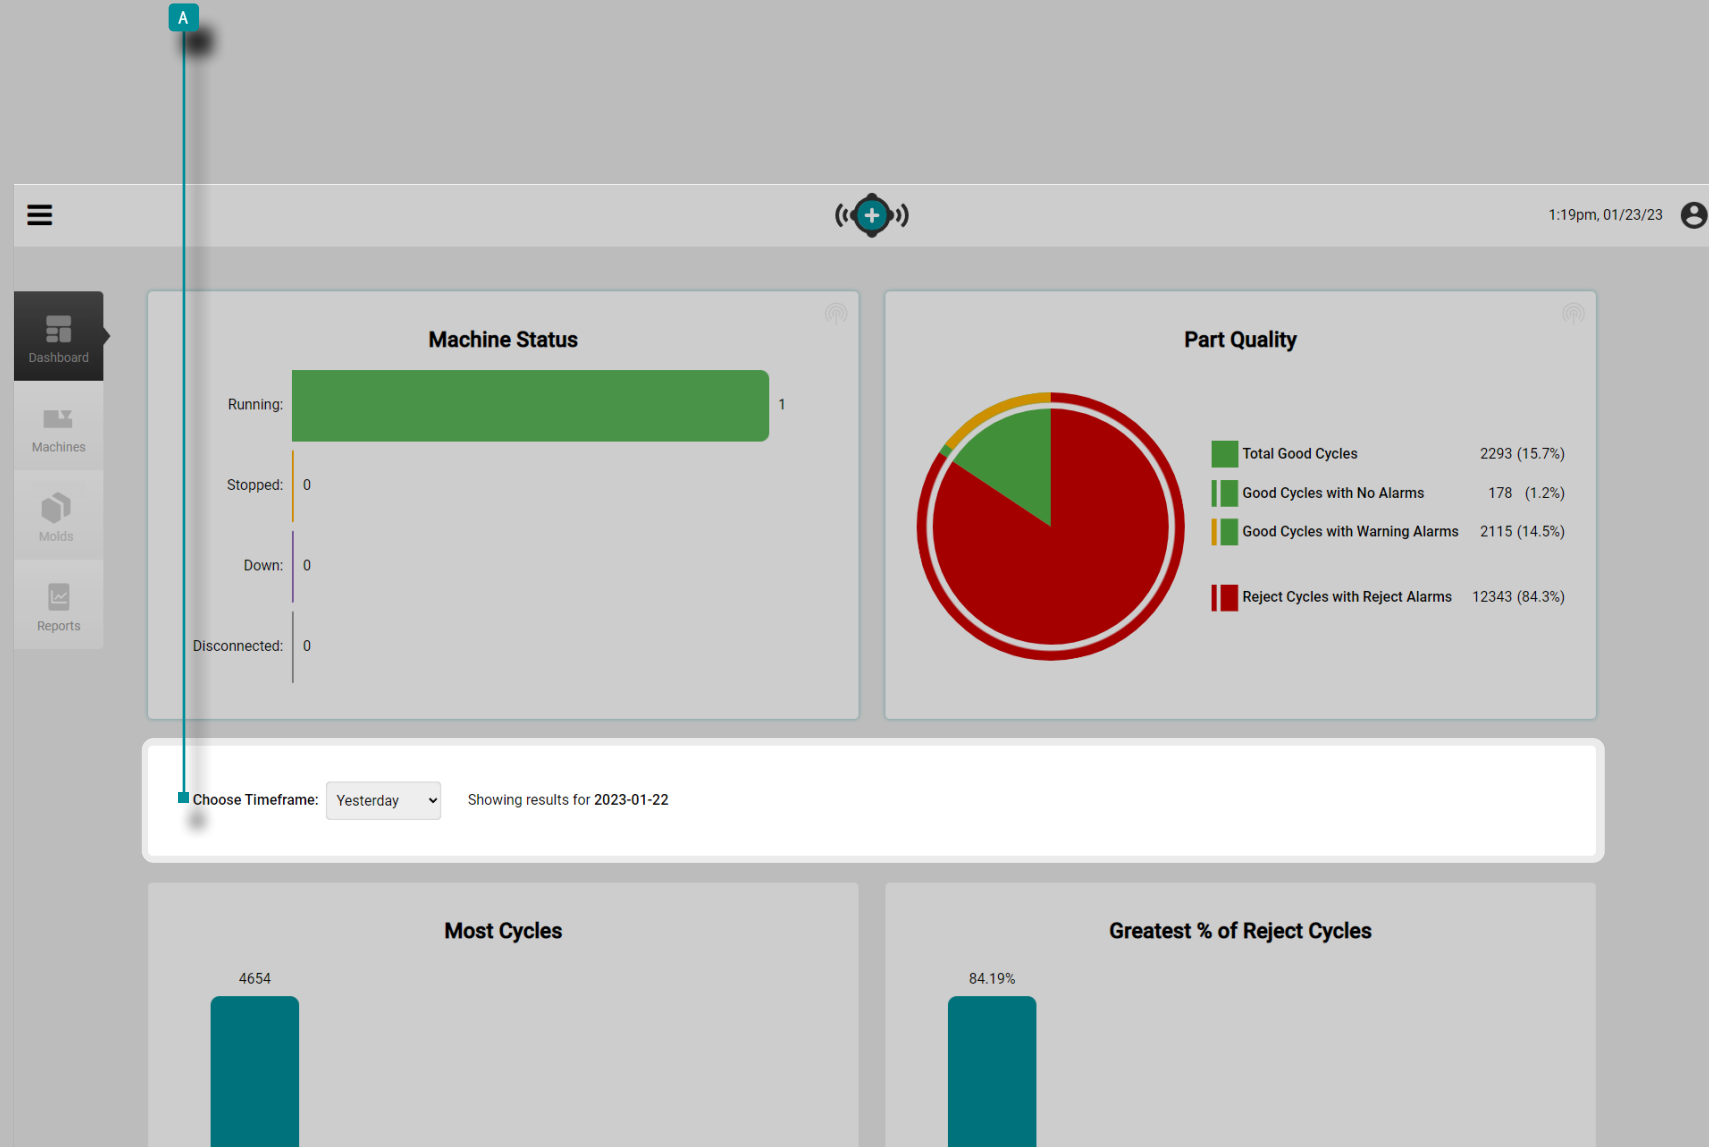 A
1:19pm, 01/23/23
Dashboard
Machines
Molds
Reports
Machine Status
Running: 1
Stopped: 0
Down: 0
Disconnected: 0
Part Quality
Total Good Cycles 2293 (15.7%)
Good Cycles with No Alarms 178 (1.2%)
Good Cycles with Warning Alarms 2115 (14.5%)
Reject Cycles with Reject Alarms 12343 (84.3%)
Choose Timeframe: Yesterday Showing results for 2023-01-22
Most Cycles
4654
Greatest % of Reject Cycles
84.19%